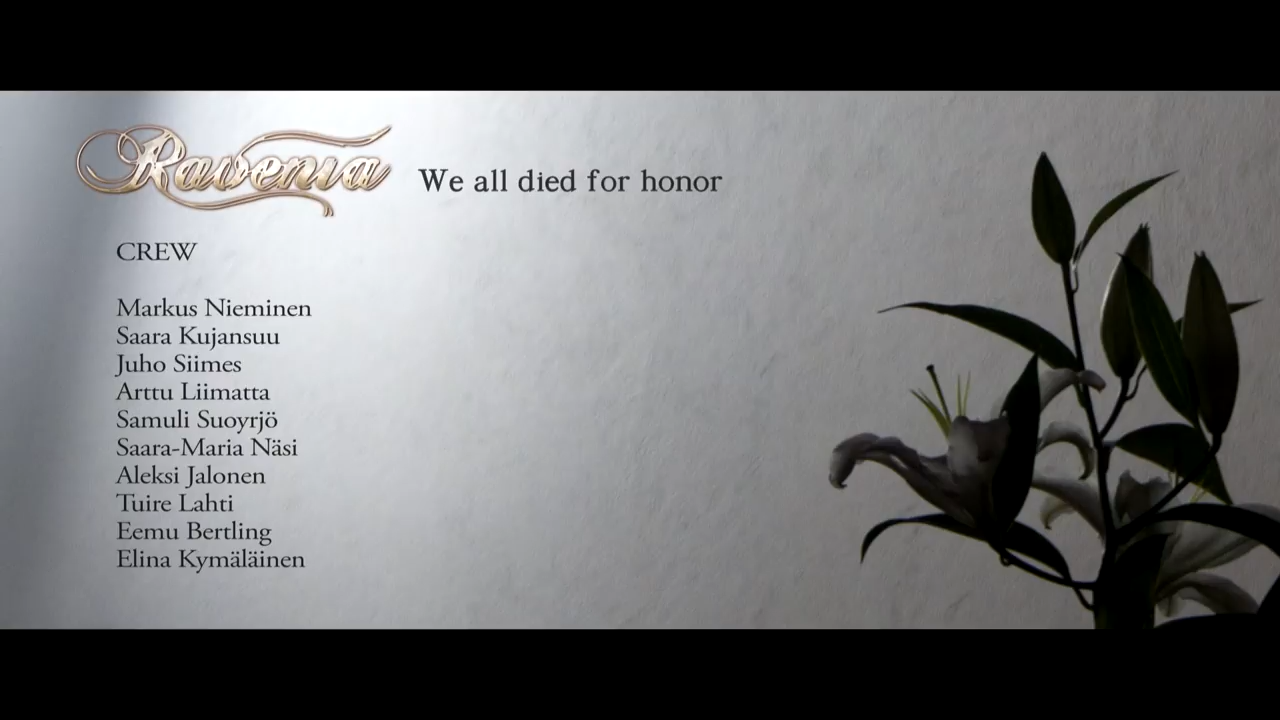 Ravenia
We all died for honor
CREW
Markus Nieminen
Saara Kujansuu
Juho Siimes
Arttu Liimatta
Samuli Suoyrjö
Saara-Maria Näsi
Aleksi Jalonen
Tuire Lahti
Eemu Bertling
Elina Kymäläinen